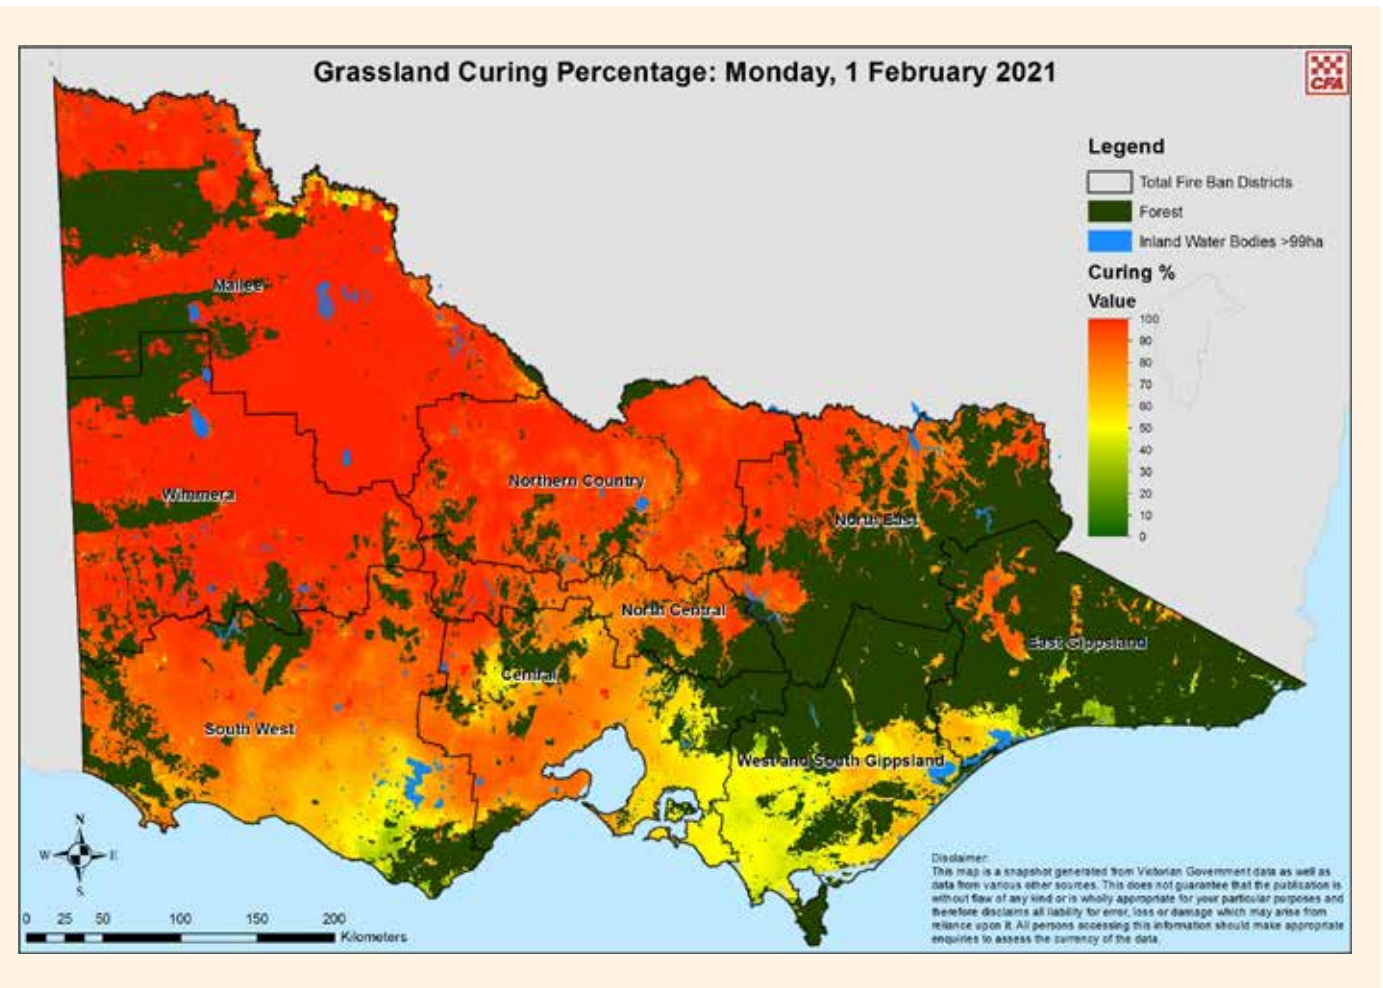 Grassland Curing Percentage: Monday, 1 February 2021
CFA
Legend
Total Fire Ban Districts
Forest
Inland Water Bodies >99ha
Curing %
Value
100
90
80
70
60
50
40
30
20
10
0
Mallee
Wimmera
Northern Country
North East
North Central
East Gippsland
Central
South West
West and South Gippsland
N
W E
S
0 25 50 100 150 200
Kilometers
Disclaimer:
This map is a snapshot generated from Victorian Government data as well as
data from various other sources. This does not guarantee that the publication is
without flaw of any kind or is wholly appropriate for your particular purposes and
therefore disclaims all liability for error, loss or damage which may arise from
reliance upon it. All persons accessing this information should make appropriate
enquiries to assess the currency of the data.